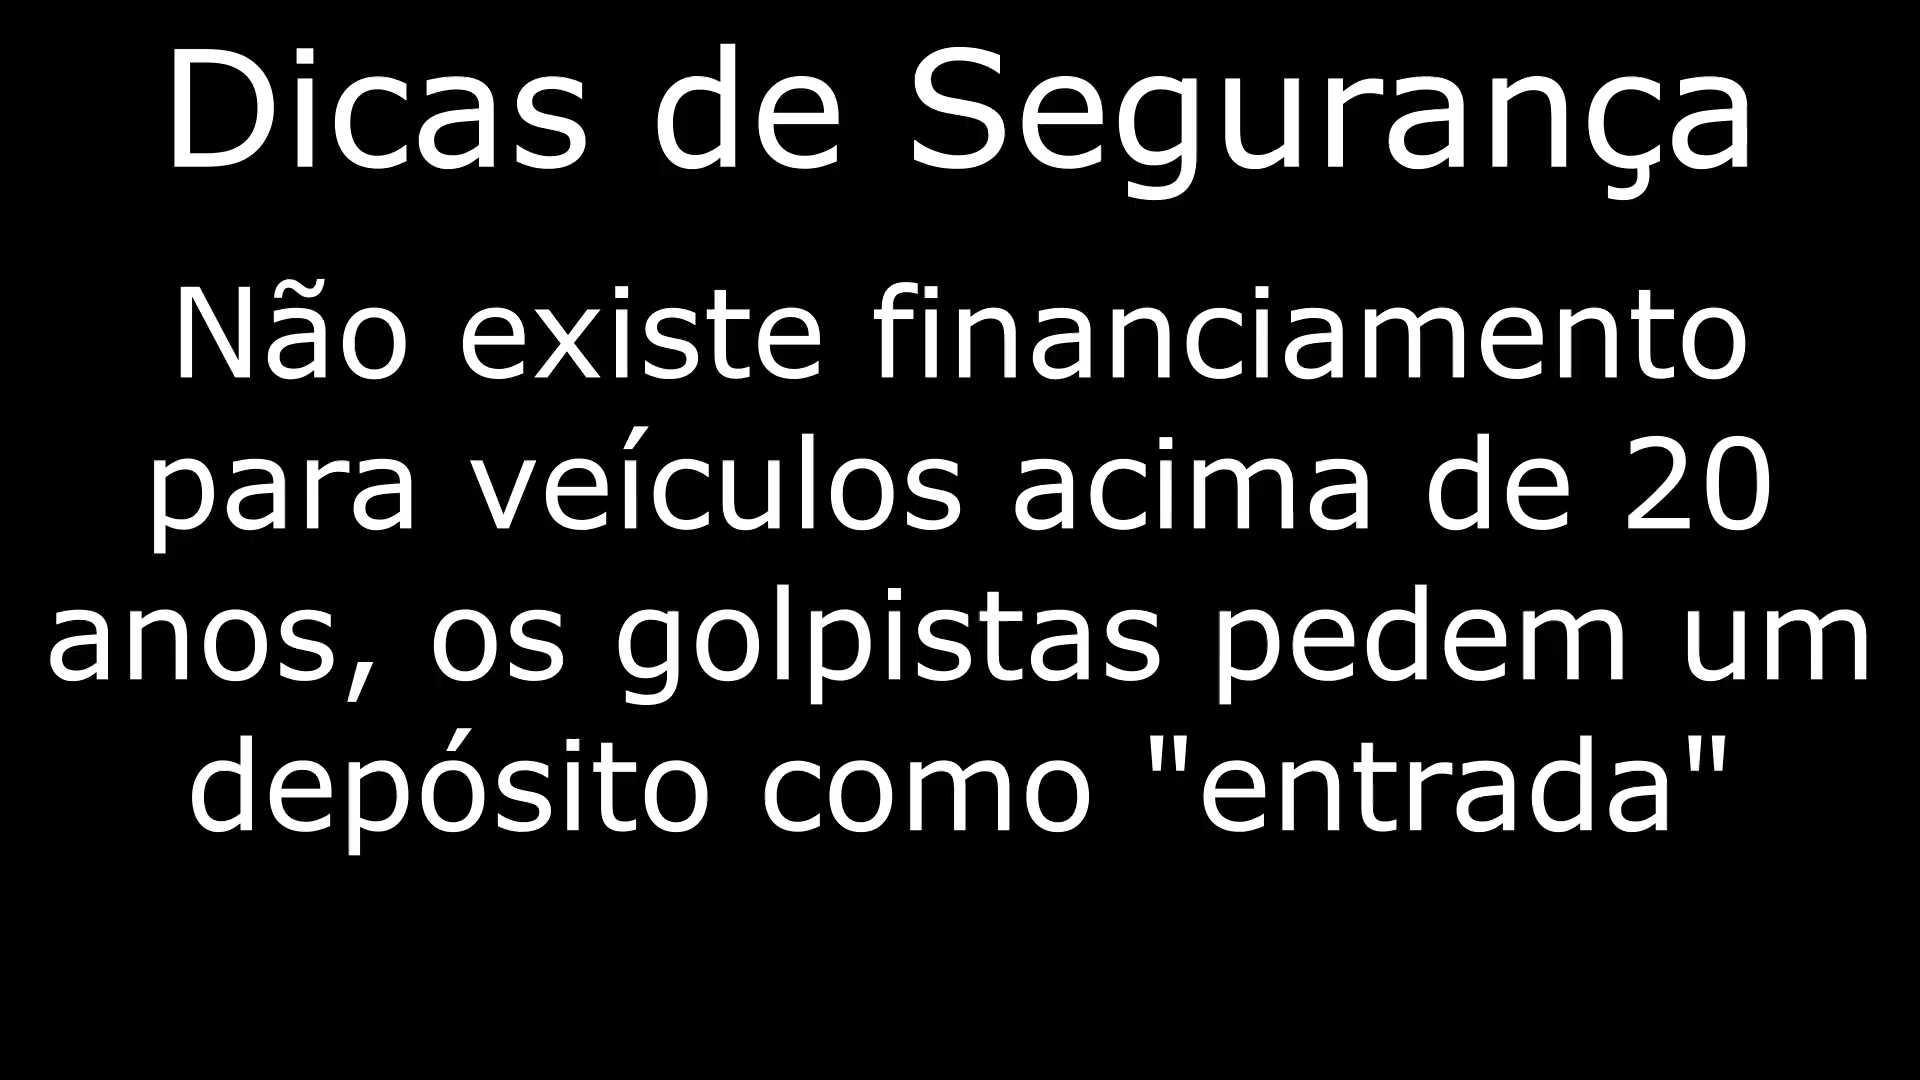 Dicas de Segurança
Não existe financiamento
para veículos acima de 20
anos, os golpistas pedem um
depósito como "entrada"